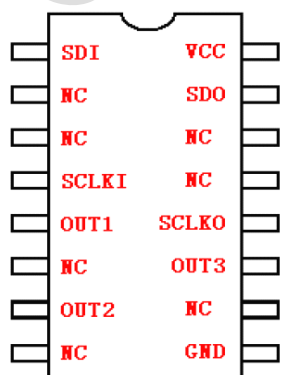 SDI VCC
NC SDO
NC NC
SCLKI NC
OUT1 SCLKO
NC OUT3
OUT2 NC
NC GND